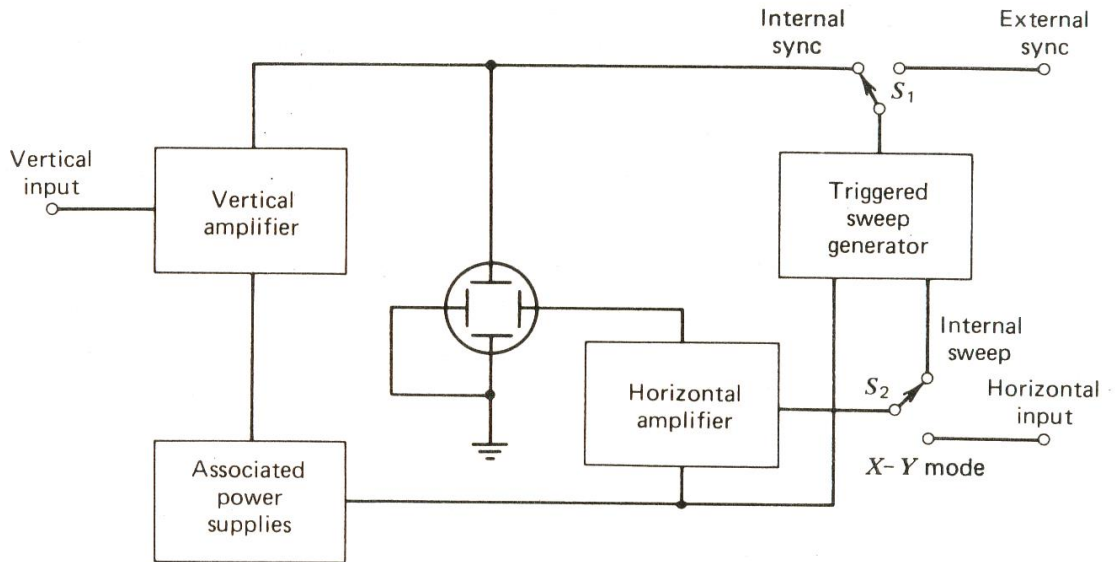 Internal
sync
External
sync
S1
Vertical
input
Vertical
amplifier
Triggered
sweep
generator
Internal
sweep
S2
Horizontal
input
Horizontal
amplifier
X-Y mode
Associated
power
supplies